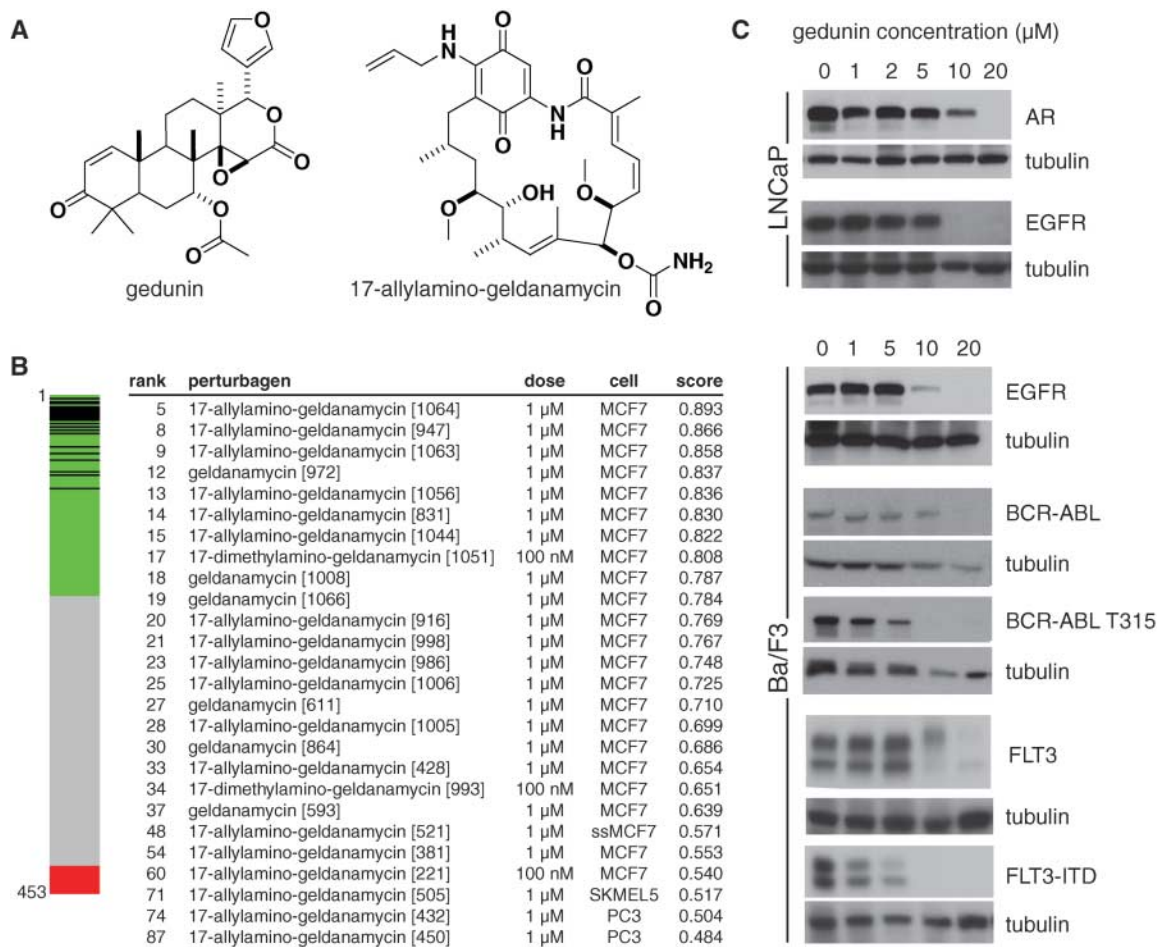 A
O
O
O
O
O
O
O
gedunin
O
H
N
O
N
H
O
O
O
OH
O
O
NH2
O
17-allylamino-geldanamycin
B
1
453
rank perturbagen dose cell score
5 17-allylamino-geldanamycin [1064] 1 µM MCF7 0.893
8 17-allylamino-geldanamycin [947] 1 µM MCF7 0.866
9 17-allylamino-geldanamycin [1063] 1 µM MCF7 0.858
12 geldanamycin [972] 1 µM MCF7 0.837
13 17-allylamino-geldanamycin [1056] 1 µM MCF7 0.836
14 17-allylamino-geldanamycin [831] 1 µM MCF7 0.830
15 17-allylamino-geldanamycin [1044] 1 µM MCF7 0.822
17 17-dimethylamino-geldanamycin [1051] 100 nM MCF7 0.808
18 geldanamycin [1008] 1 µM MCF7 0.787
19 geldanamycin [1066] 1 µM MCF7 0.784
20 17-allylamino-geldanamycin [916] 1 µM MCF7 0.769
21 17-allylamino-geldanamycin [998] 1 µM MCF7 0.767
23 17-allylamino-geldanamycin [986] 1 µM MCF7 0.748
25 17-allylamino-geldanamycin [1006] 1 µM MCF7 0.725
27 geldanamycin [611] 1 µM MCF7 0.710
28 17-allylamino-geldanamycin [1005] 1 µM MCF7 0.699
30 geldanamycin [864] 1 µM MCF7 0.686
33 17-allylamino-geldanamycin [428] 1 µM MCF7 0.654
34 17-dimethylamino-geldanamycin [993] 100 nM MCF7 0.651
37 geldanamycin [593] 1 µM MCF7 0.639
48 17-allylamino-geldanamycin [521] 1 µM ssMCF7 0.571
54 17-allylamino-geldanamycin [381] 1 µM MCF7 0.553
60 17-allylamino-geldanamycin [221] 100 nM MCF7 0.540
71 17-allylamino-geldanamycin [505] 1 µM SKMEL5 0.517
74 17-allylamino-geldanamycin [432] 1 µM PC3 0.504
87 17-allylamino-geldanamycin [450] 1 µM PC3 0.484
C
gedunin concentration (µM)
0 1 2 5 10 20
LNCaP
AR
tubulin
EGFR
tubulin
0 1 5 10 20
Ba/F3
EGFR
tubulin
BCR-ABL
tubulin
BCR-ABL T315
tubulin
FLT3
tubulin
FLT3-ITD
tubulin